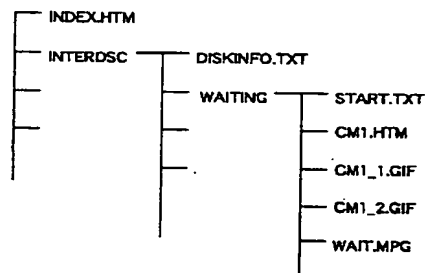 INDEX.HTM
INTERDSC
DISKINFO.TXT
WAITING
START.TXT
CM1.HTM
CM1_1.GIF
CM1_2.GIF
WAIT.MPG